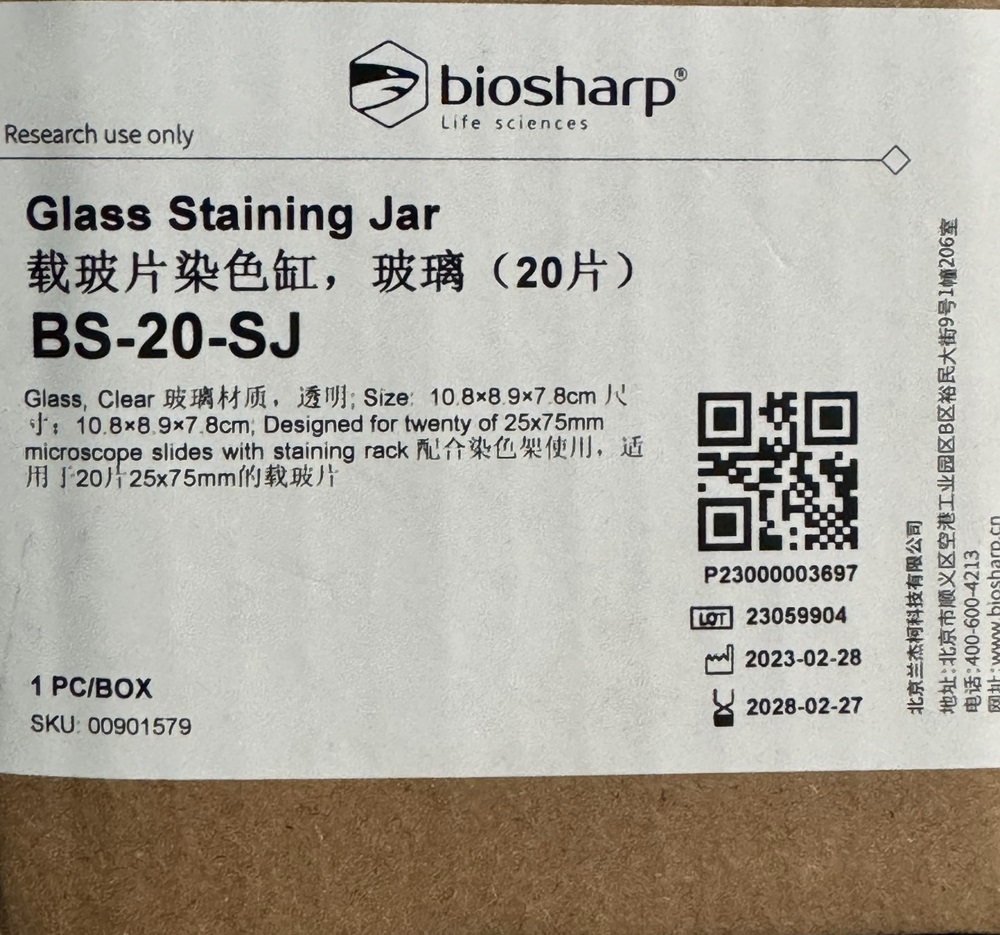 biosharp®
Life sciences
Research use only
Glass Staining Jar
载玻片染色缸，玻璃（20片）
BS-20-SJ
Glass, Clear 玻璃材质，透明; Size: 10.8×8.9×7.8cm 尺
寸：10.8×8.9×7.8cm; Designed for twenty of 25x75mm
microscope slides with staining rack 配合染色架使用，适
用于20片25x75mm的载玻片
P23000003697
LOT 23059904
2023-02-28
2028-02-27
1 PC/BOX
SKU: 00901579
北京兰杰柯科技有限公司
地址:北京市顺义区空港工业园区B区裕民大街9号1幢206室
电话:400-600-4213
网址:www.biosharp.cn